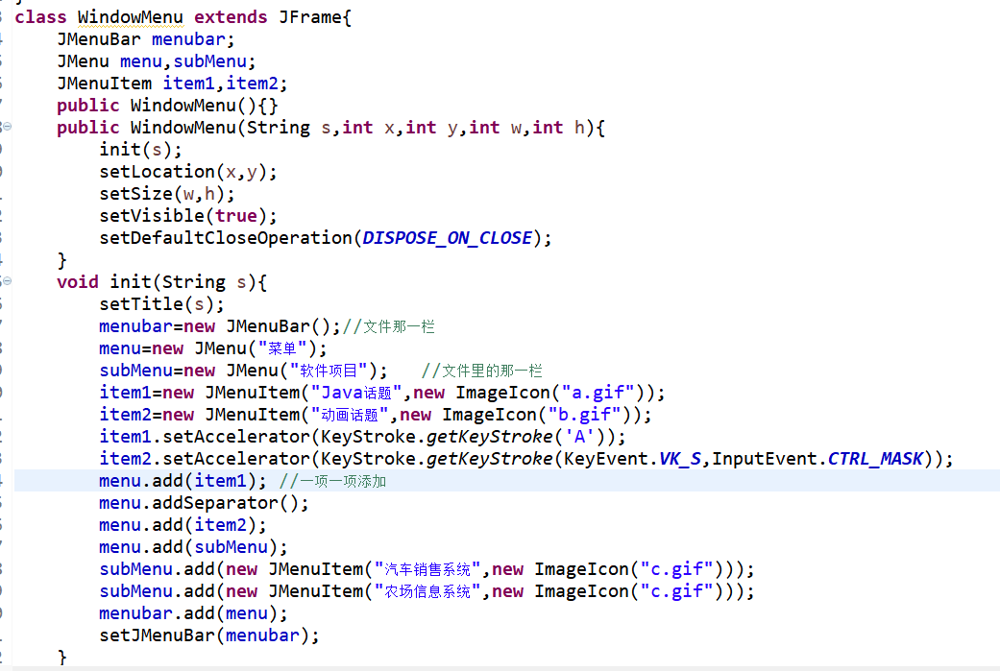 class WindowMenu extends JFrame{
    JMenuBar menubar;
    JMenu menu,subMenu;
    JMenuItem item1,item2;
    public WindowMenu(){}
    public WindowMenu(String s,int x,int y,int w,int h){
        init(s);
        setLocation(x,y);
        setSize(w,h);
        setVisible(true);
        setDefaultCloseOperation(DISPOSE_ON_CLOSE);
    }
    void init(String s){
        setTitle(s);
        menubar=new JMenuBar();//文件那一栏
        menu=new JMenu("菜单");
        subMenu=new JMenu("软件项目");   //文件里的那一栏
        item1=new JMenuItem("Java话题",new ImageIcon("a.gif"));
        item2=new JMenuItem("动画话题",new ImageIcon("b.gif"));
        item1.setAccelerator(KeyStroke.getKeyStroke('A'));
        item2.setAccelerator(KeyStroke.getKeyStroke(KeyEvent.VK_S,InputEvent.CTRL_MASK));
        menu.add(item1); //一项一项添加
        menu.addSeparator();
        menu.add(item2);
        menu.add(subMenu);
        subMenu.add(new JMenuItem("汽车销售系统",new ImageIcon("c.gif")));
        subMenu.add(new JMenuItem("农场信息系统",new ImageIcon("c.gif")));
        menubar.add(menu);
        setJMenuBar(menubar);
    }